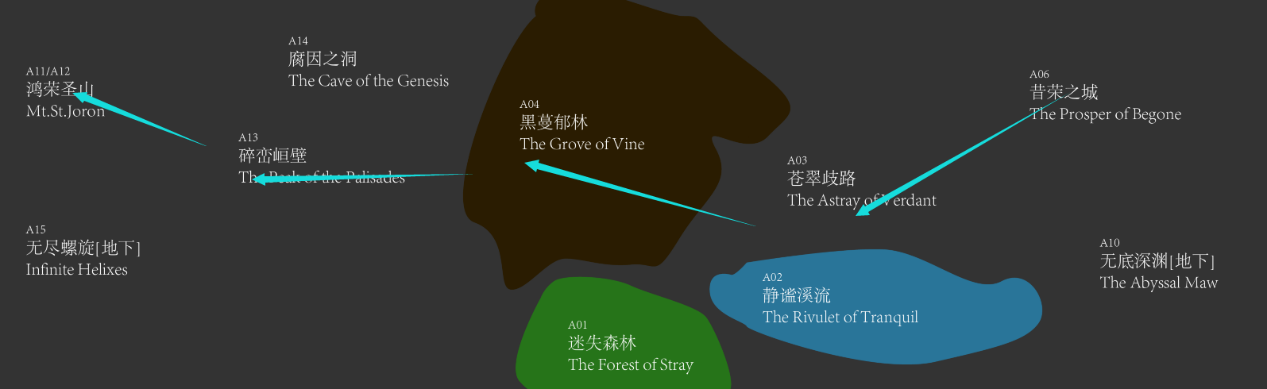 A14
腐因之洞
The Cave of the Genesis
A11/A12
鸿荣圣山
Mt.St.Joron
A06
昔荣之城
The Prosper of Begone
A04
黑蔓郁林
The Grove of Vine
A13
碎峦峘壁
The Peak of the Palisades
A03
苍翠歧路
The Astray of Verdant
A15
无尽螺旋[地下]
Infinite Helixes
A10
无底深渊[地下]
The Abyssal Maw
A02
静谧溪流
The Rivulet of Tranquil
A01
迷失森林
The Forest of Stray